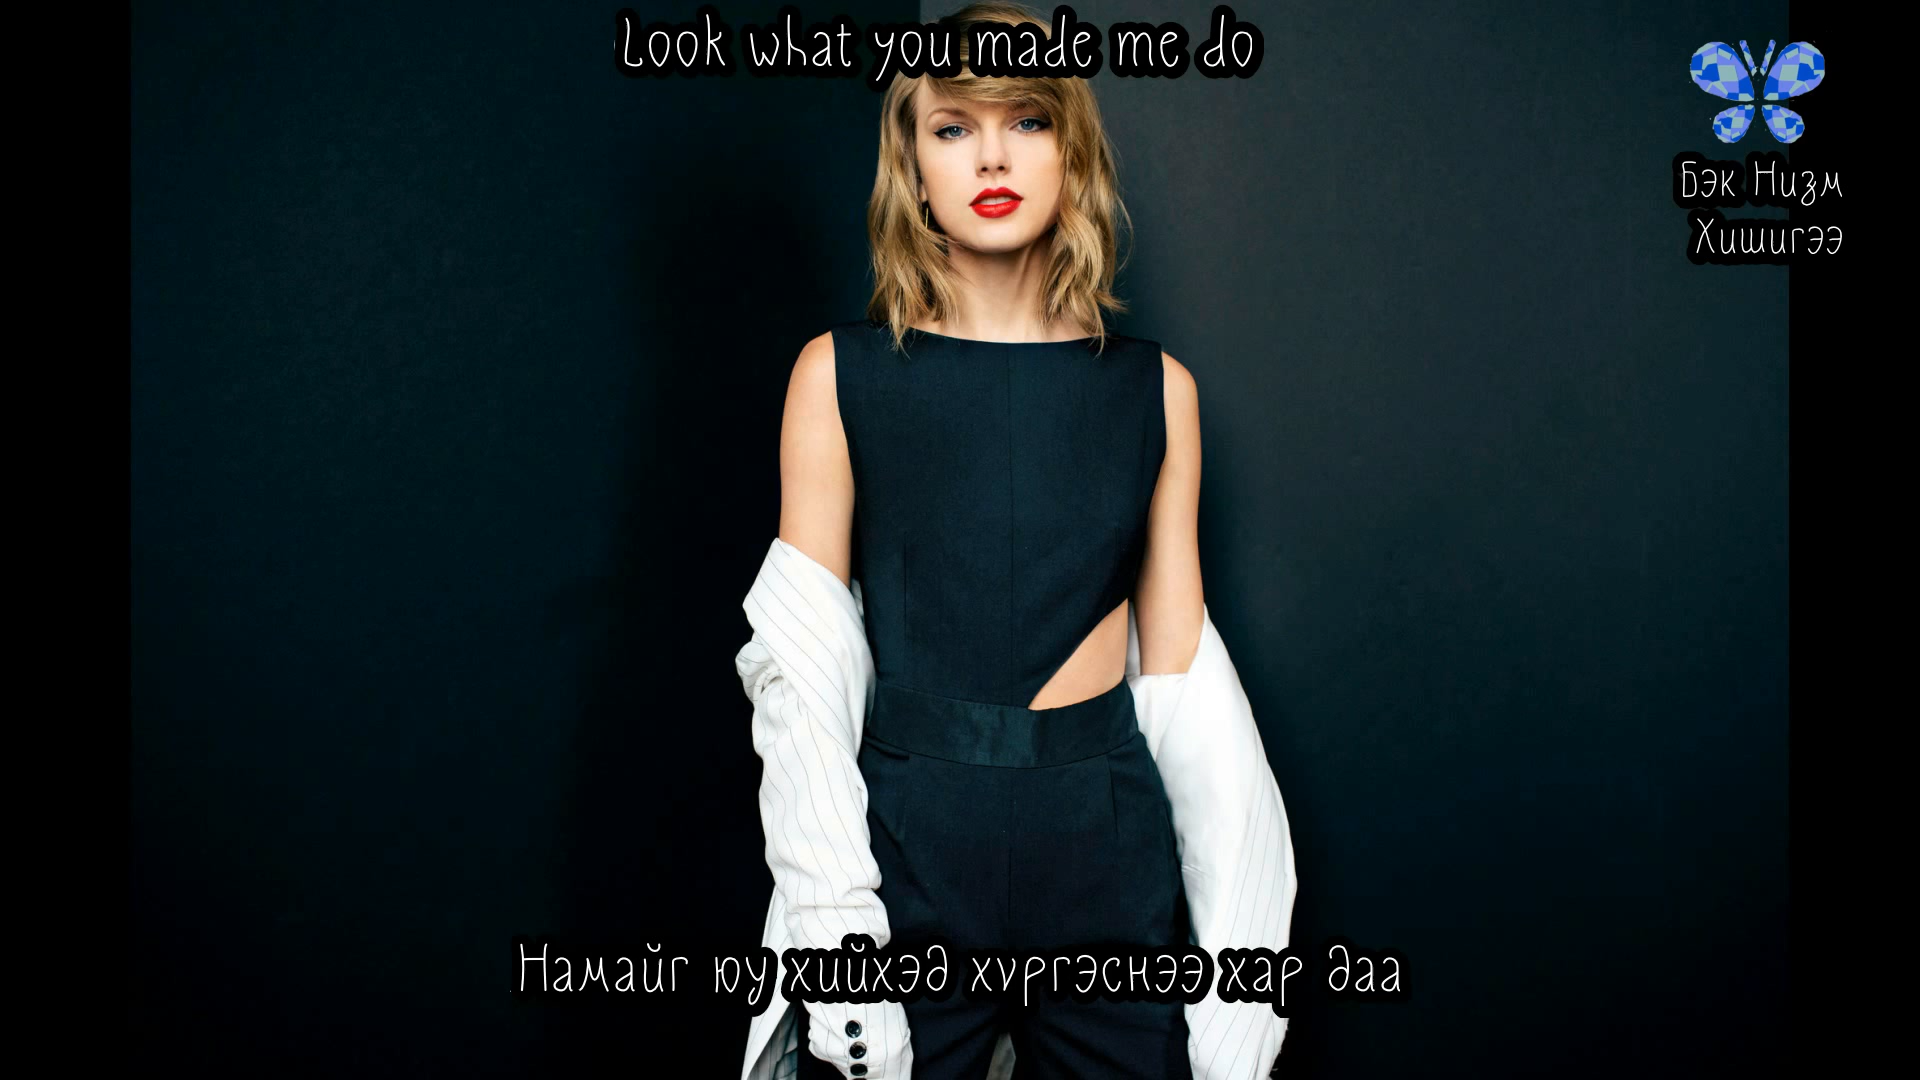 Look what you made me do
Бэк Низм
Хишигээ
Намайг юу хийхэд хүргэснээ хар даа